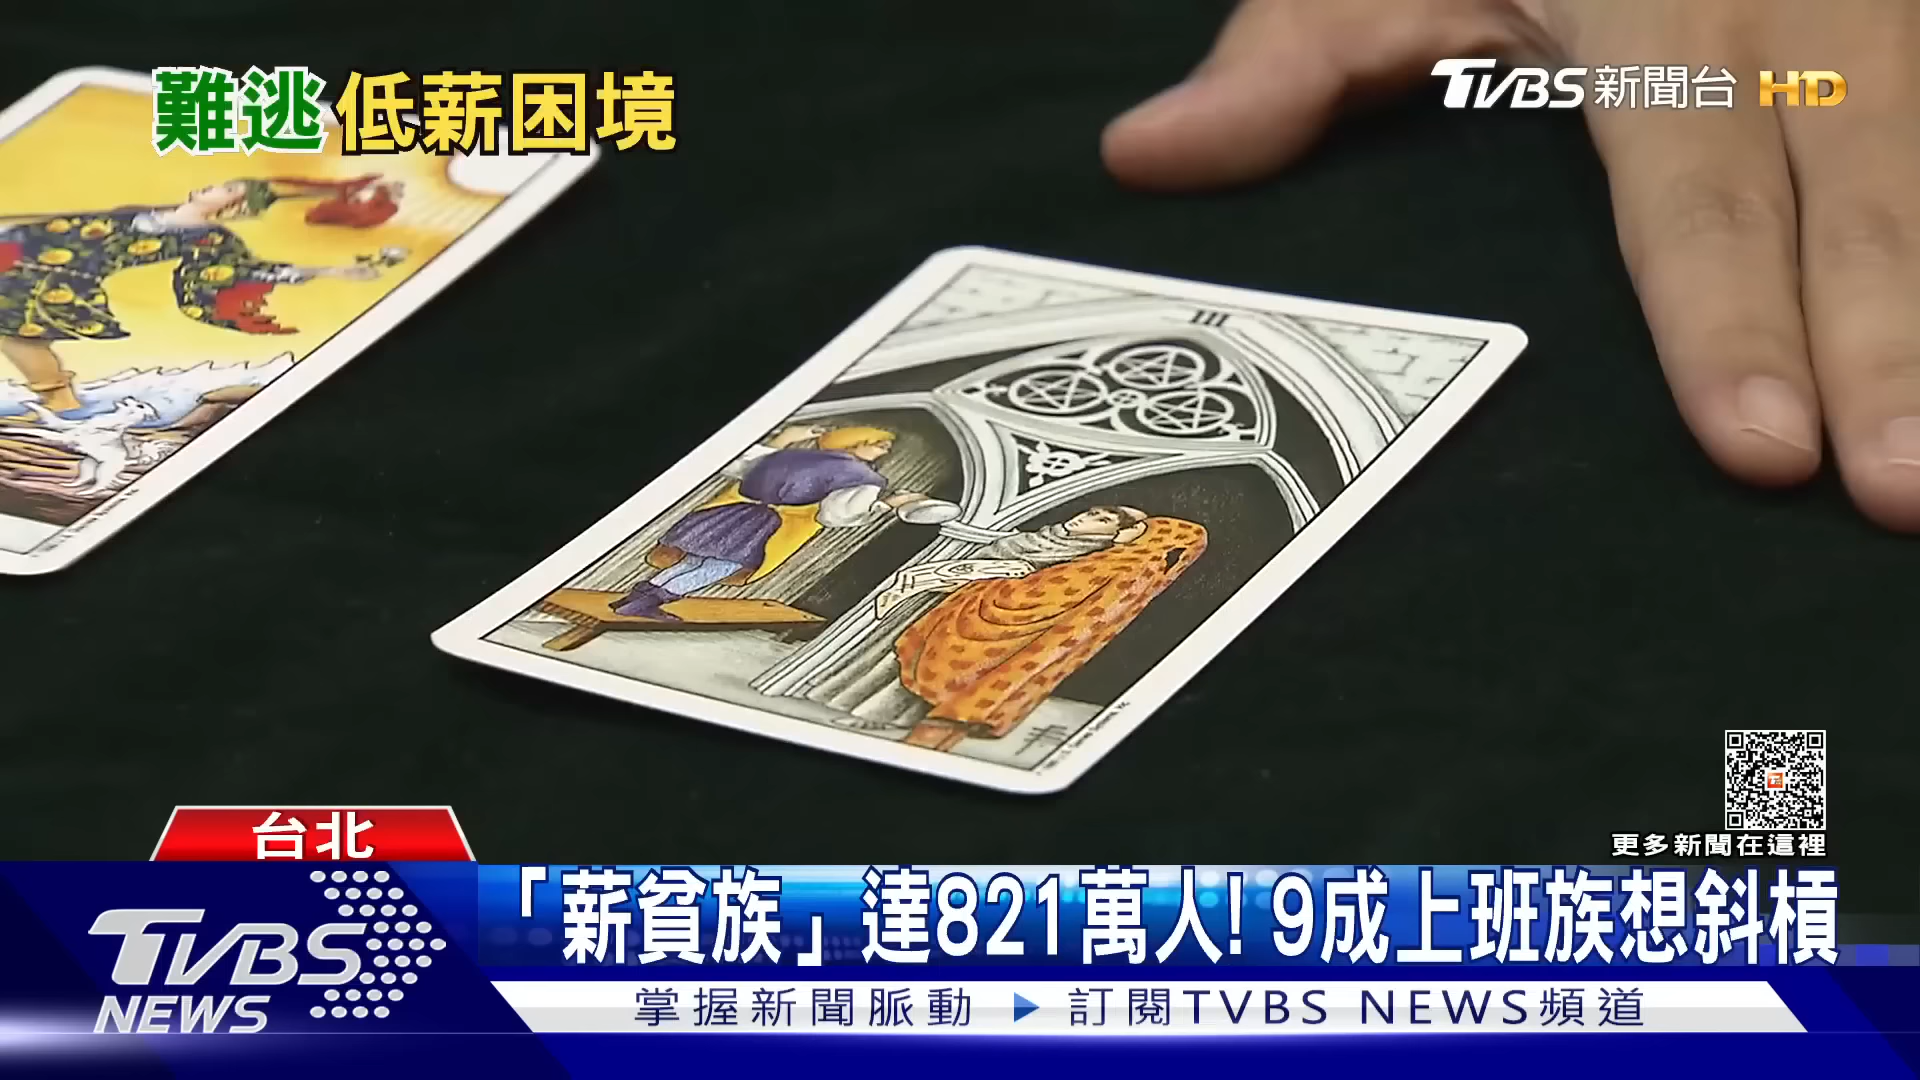 難逃低薪困境
TVBS新聞台 HD
III
更多新聞在這裡
台北
「薪貧族」達821萬人! 9成上班族想斜槓
TVBS
NEWS
掌握新聞脈動 ▶ 訂閱TVBS NEWS頻道